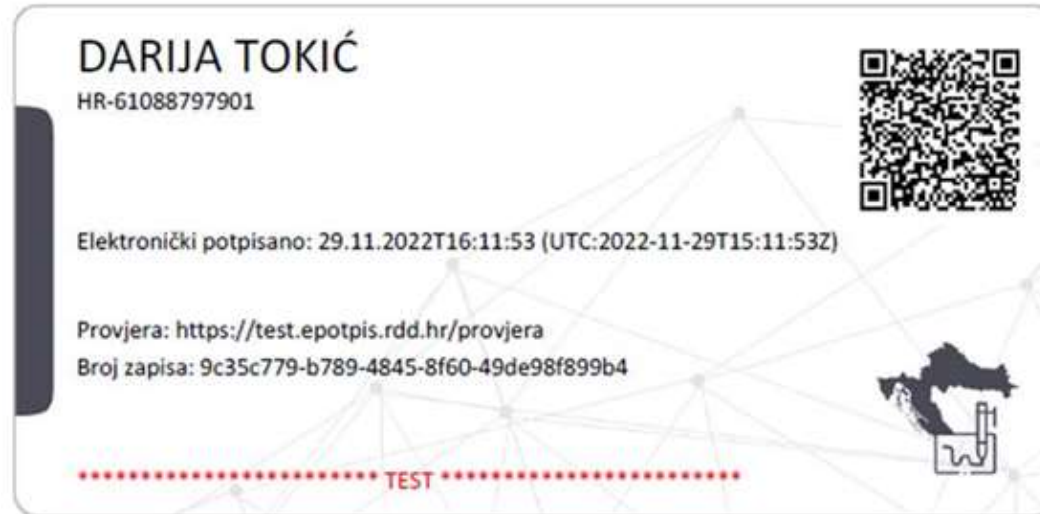 DARIJA TOKIĆ
HR-61088797901
Elektronički potpisano: 29.11.2022T16:11:53 (UTC:2022-11-29T15:11:53Z)
Provjera: https://test.epotpis.rdd.hr/provjera
Broj zapisa: 9c35c779-b789-4845-8f60-49de98f899b4
************************ TEST ************************